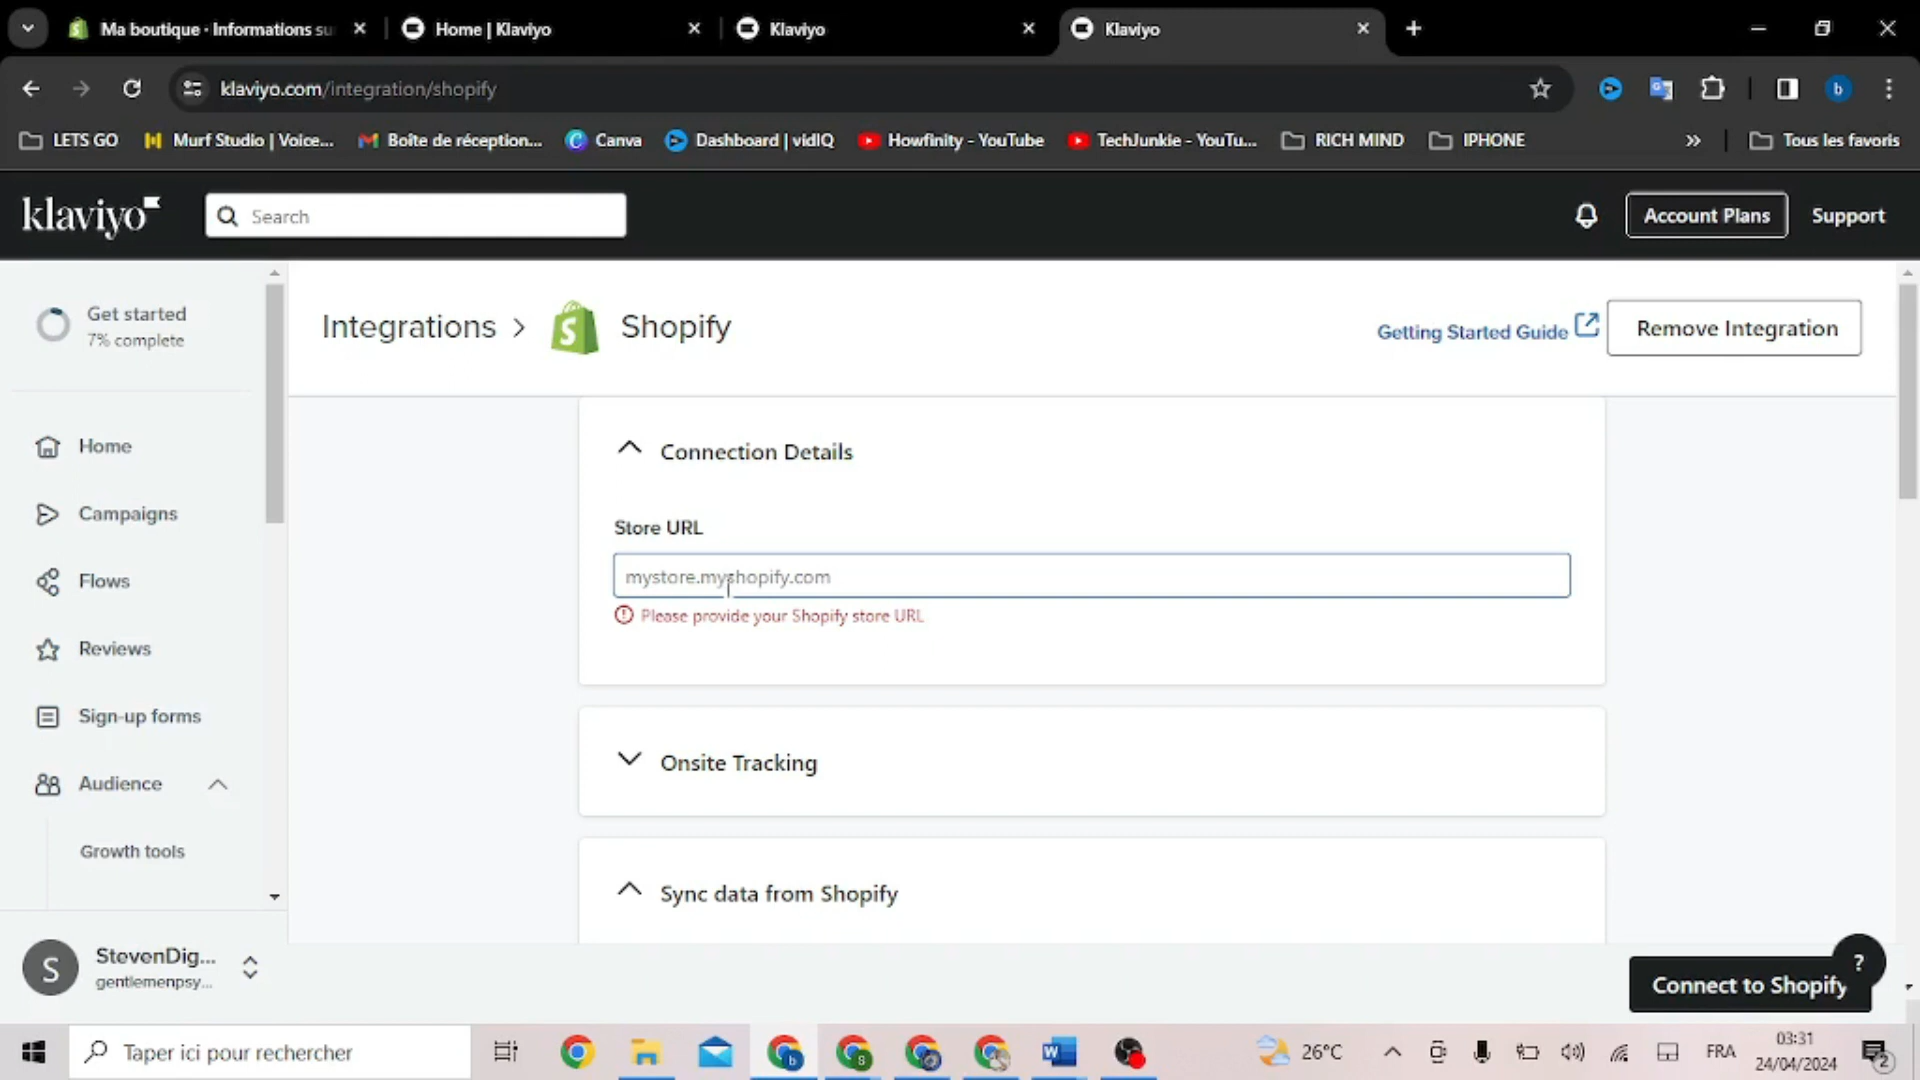 Ma boutique · Informations su
Home | Klaviyo
Klaviyo
Klaviyo
klaviyo.com/integration/shopify
LETS GO
Murf Studio | Voice...
Boîte de réception...
Canva
Dashboard | vidIQ
Howfinity - YouTube
TechJunkie - YouTu...
RICH MIND
IPHONE
»
Tous les favoris
klaviyo
Search
Account Plans
Support
Get started
7% complete
Integrations > Shopify
Getting Started Guide
Remove Integration
Home
Campaigns
Flows
Reviews
Sign-up forms
Audience
Growth tools
Connection Details
Store URL
mystore.myshopify.com
Please provide your Shopify store URL
Onsite Tracking
Sync data from Shopify
S
StevenDig...
gentlemenpsy...
?
Connect to Shopify
Taper ici pour rechercher
26°C
FRA
03:31
24/04/2024
2